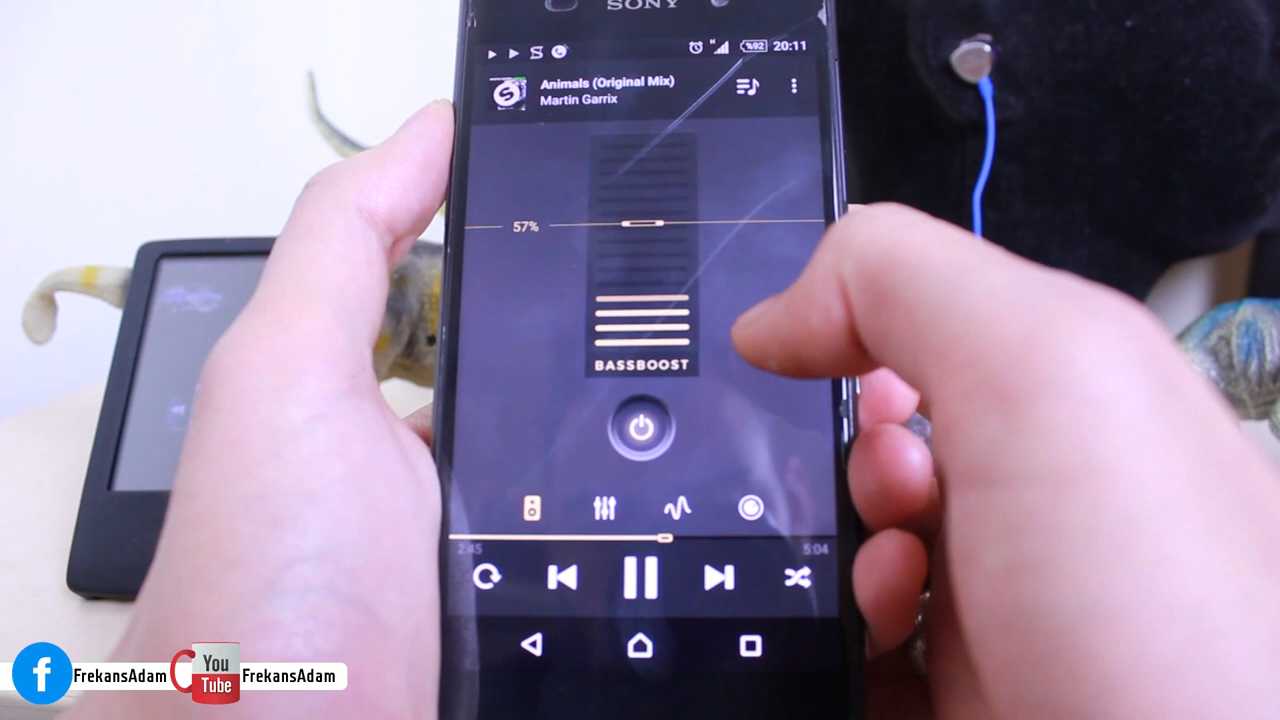 SONY
%92 20:11
Animals (Original Mix)
Martin Garrix
57%
BASSBOOST
2:45 5:04
FrekansAdam
You
Tube
FrekansAdam